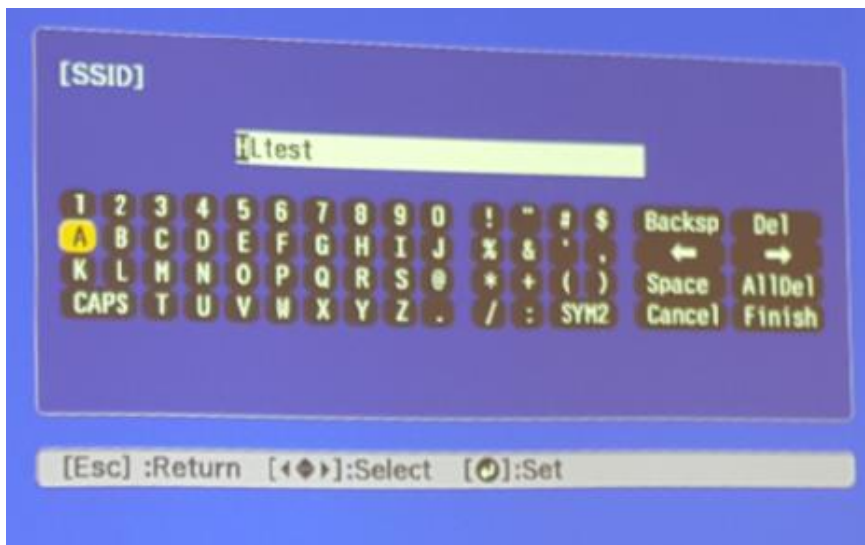 [SSID]
HLtest
1 2 3 4 5 6 7 8 9 0 ! " # $ Backsp Del
A B C D E F G H I J % & ' , ← →
K L M N O P Q R S @ * + ( ) Space AllDel
CAPS T U V W X Y Z . / : SYM2 Cancel Finish
[Esc] :Return [◀◆▶]:Select [↵]:Set